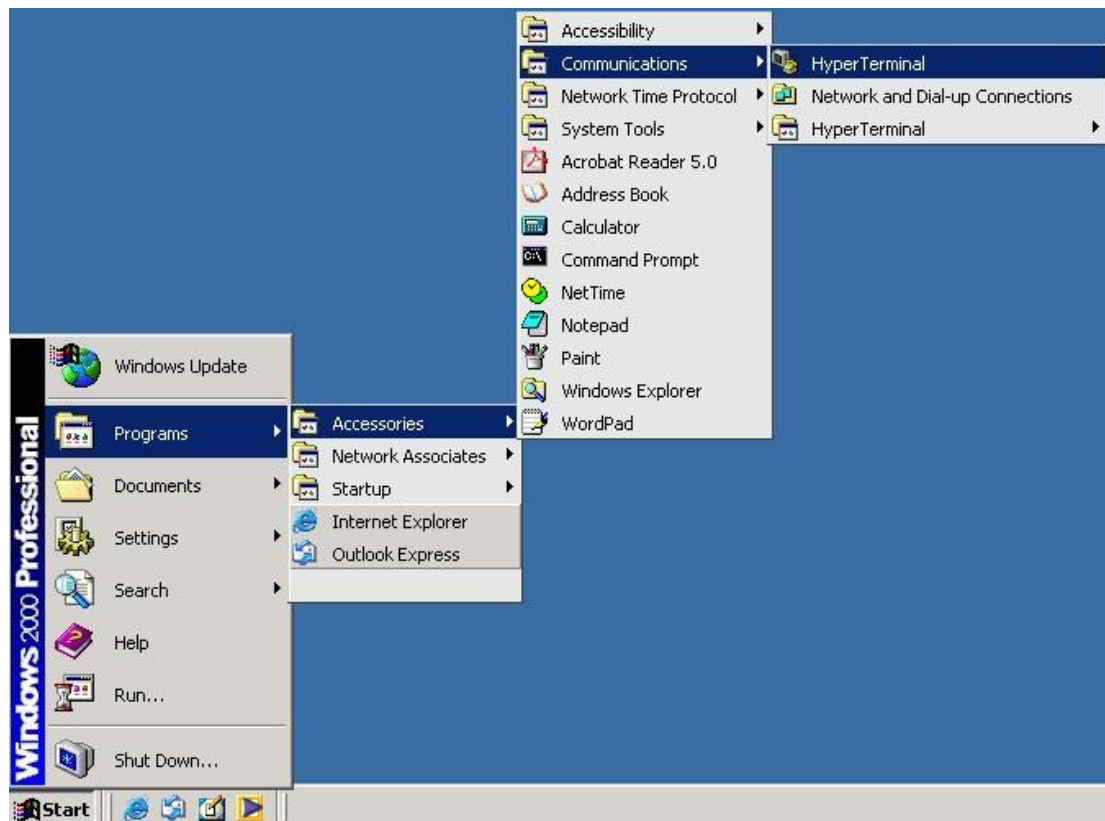 Accessibility
Communications
Network Time Protocol
System Tools
Acrobat Reader 5.0
Address Book
Calculator
Command Prompt
NetTime
Notepad
Paint
Windows Explorer
WordPad
HyperTerminal
Network and Dial-up Connections
HyperTerminal
Windows Update
Programs
Documents
Settings
Search
Help
Run...
Shut Down...
Accessories
Network Associates
Startup
Internet Explorer
Outlook Express
Windows 2000 Professional
Start